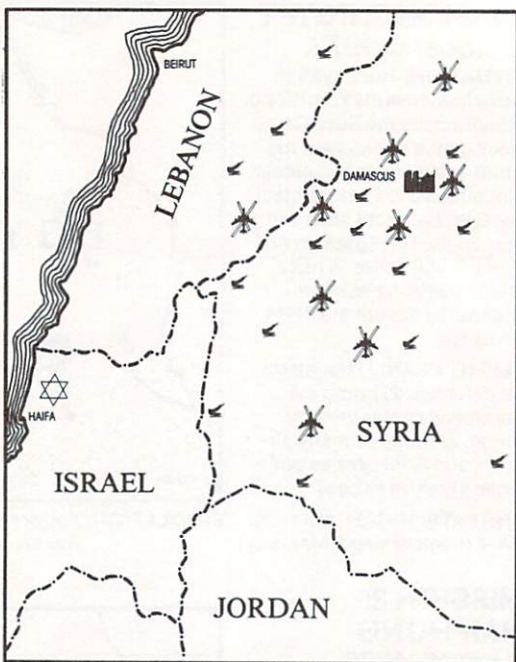 BEIRUT
LEBANON
DAMASCUS
HAIFA
SYRIA
ISRAEL
JORDAN